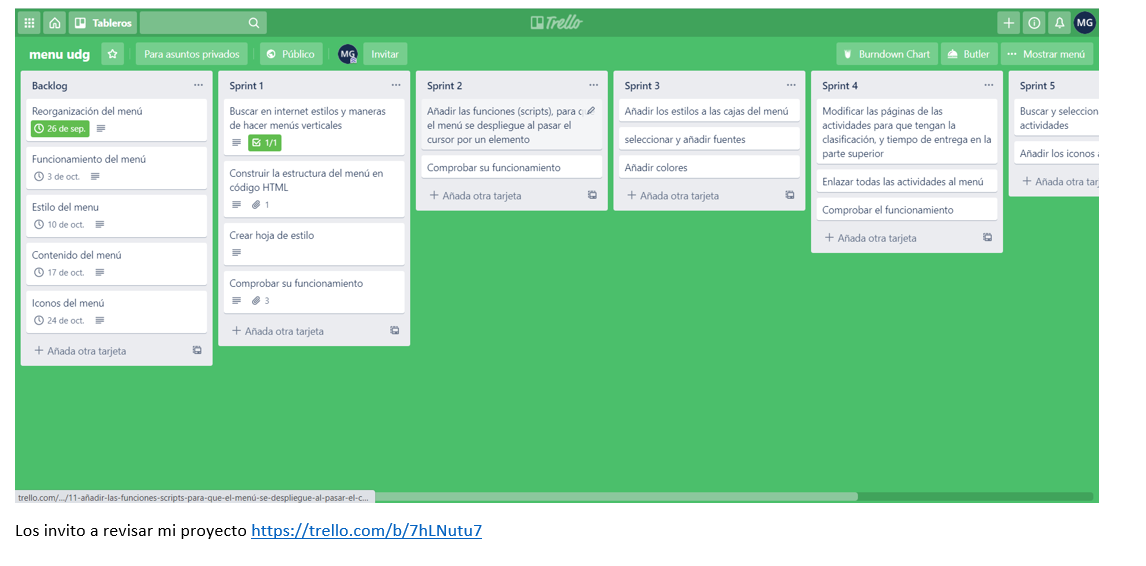 Tableros
Trello
MG
menu udg
Para asuntos privados
Público
MG
Invitar
Burndown Chart
Butler
Mostrar menú
Backlog
Reorganización del menú
26 de sep.
Funcionamiento del menú
3 de oct.
Estilo del menu
10 de oct.
Contenido del menú
17 de oct.
Iconos del menú
24 de oct.
Añada otra tarjeta
Sprint 1
Buscar en internet estilos y maneras
de hacer menús verticales
1/1
Construir la estructura del menú en
código HTML
1
Crear hoja de estilo
Comprobar su funcionamiento
3
Añada otra tarjeta
Sprint 2
Añadir las funciones (scripts), para
el menú se despliegue al pasar el
cursor por un elemento
Comprobar su funcionamiento
Añada otra tarjeta
Sprint 3
Añadir los estilos a las cajas del menú
seleccionar y añadir fuentes
Añadir colores
Añada otra tarjeta
Sprint 4
Modificar las páginas de las
actividades para que tengan la
clasificación, y tiempo de entrega en la
parte superior
Enlazar todas las actividades al menú
Comprobar el funcionamiento
Añada otra tarjeta
Sprint 5
Buscar y seleccion
actividades
Añadir los iconos
Añada otra tar
trello.com/.../11-añadir-las-funciones-scripts-para-que-el-menú-se-despliegue-al-pasar-el-c...
Los invito a revisar mi proyecto https://trello.com/b/7hLNutu7